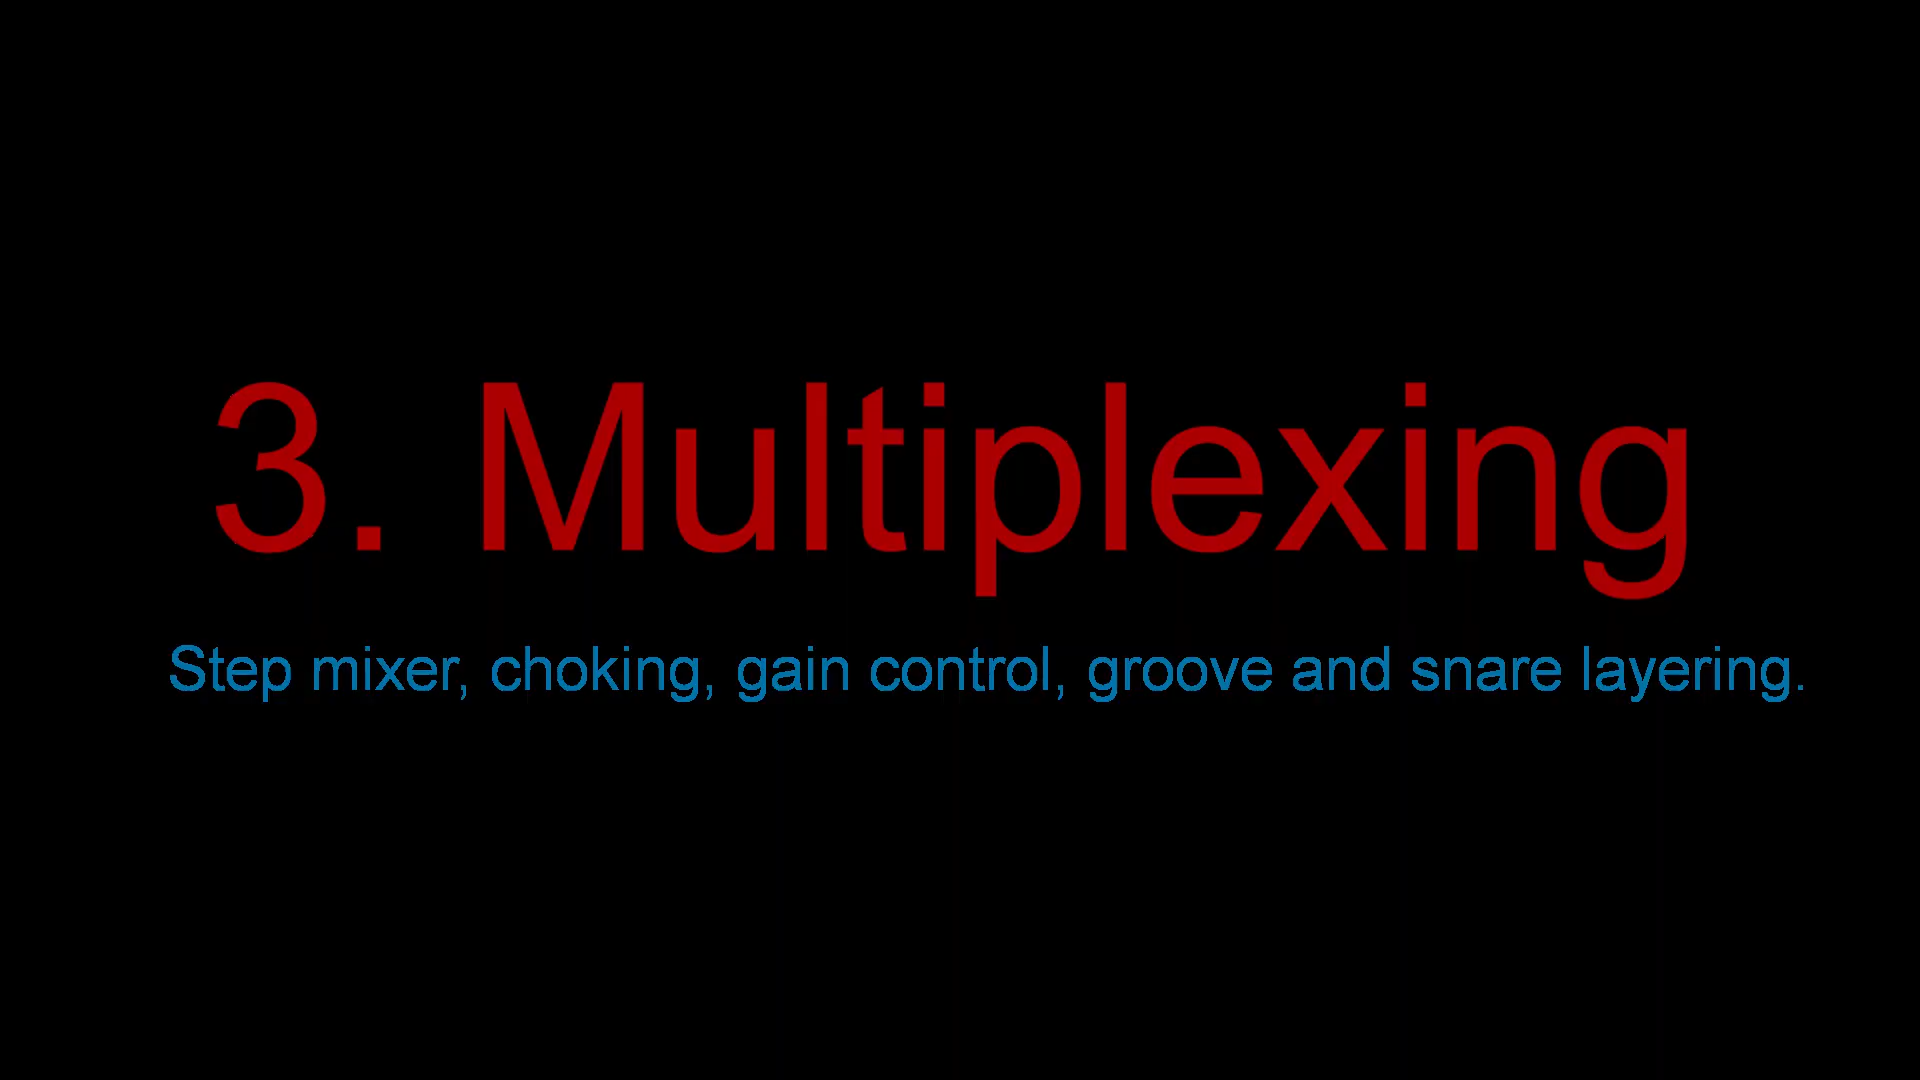 3. Multiplexing
Step mixer, choking, gain control, groove and snare layering.